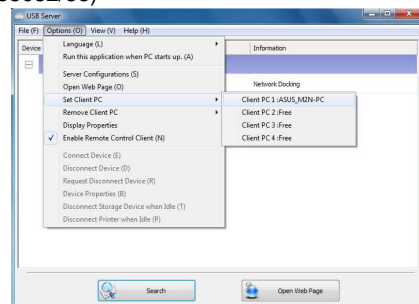 USB Server
File (F) Options (O) View (V) Help (H)
Device
Information
Language (L)
Run this application when PC starts up. (A)
Server Configurations (S)
Open Web Page (O)
Network Docking
Set Client PC
Client PC 1 :ASUS_M2N-PC
Remove Client PC
Client PC 2 :Free
Display Properties
Client PC 3 :Free
Enable Remote Control Client (N)
Client PC 4 :Free
Connect Device (E)
Disconnect Device (D)
Request Disconnect Device (R)
Device Properties (B)
Disconnect Storage Device when Idle (T)
Disconnect Printer when Idle (P)
Search
Open Web Page